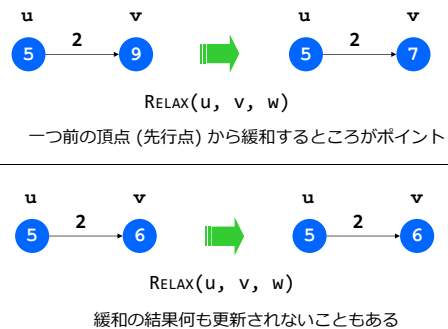 u v u v
2 2
5 9 5 7
RELAX(u, v, w)
一つ前の頂点 (先行点) から緩和するところがポイント
u v u v
2 2
5 6 5 6
RELAX(u, v, w)
緩和の結果何も更新されないこともある